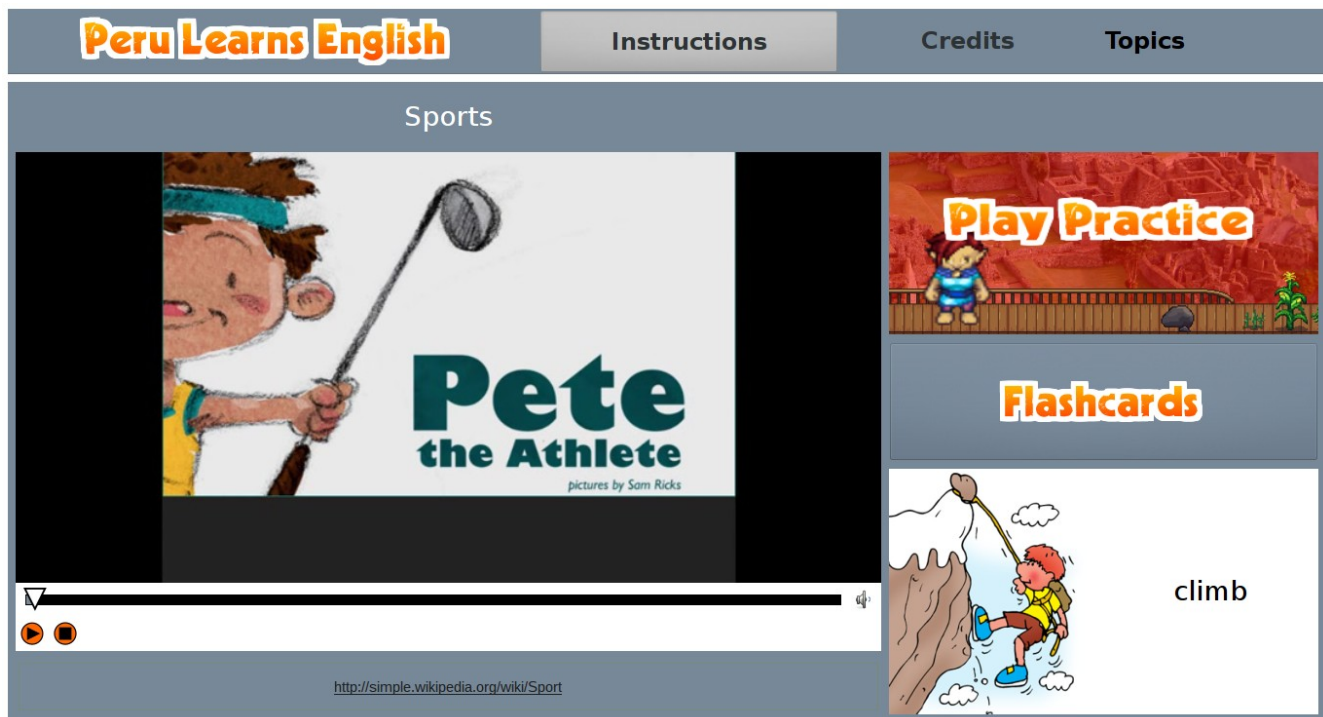 Peru Learns English
Instructions
Credits
Topics
Sports
Pete
the Athlete
pictures by Sam Ricks
Play Practice
Flashcards
climb
http://simple.wikipedia.org/wiki/Sport